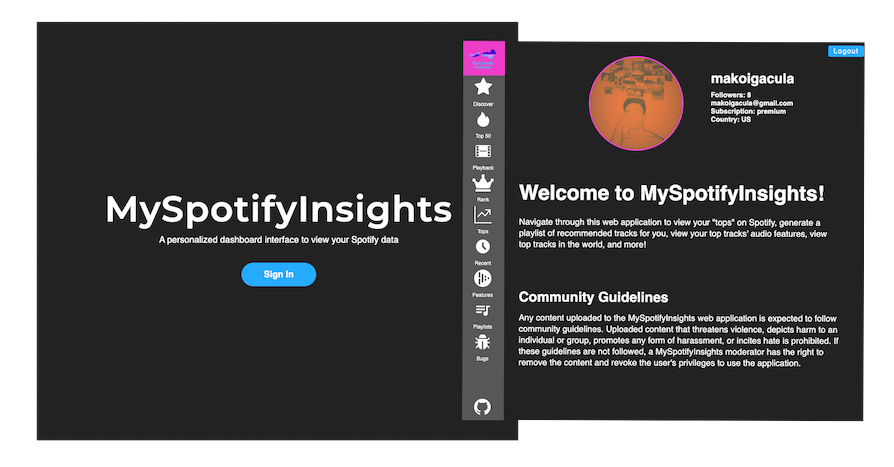 MySpotifyInsights
A personalized dashboard interface to view your Spotify data
Sign In
Discover
Top 50
Playback
Rank
Tops
Recent
Features
Playlists
Bugs
Logout
makoigacula
Followers: 8
makoigacula@gmail.com
Subscription: premium
Country: US
Welcome to MySpotifyInsights!
Navigate through this web application to view your "tops" on Spotify, generate a
playlist of recommended tracks for you, view your top tracks' audio features, view
top tracks in the world, and more!
Community Guidelines
Any content uploaded to the MySpotifyInsights web application is expected to follow
community guidelines. Uploaded content that threatens violence, depicts harm to an
individual or group, promotes any form of harassment, or incites hate is prohibited. If
these guidelines are not followed, a MySpotifyInsights moderator has the right to
remove the content and revoke the user's privileges to use the application.